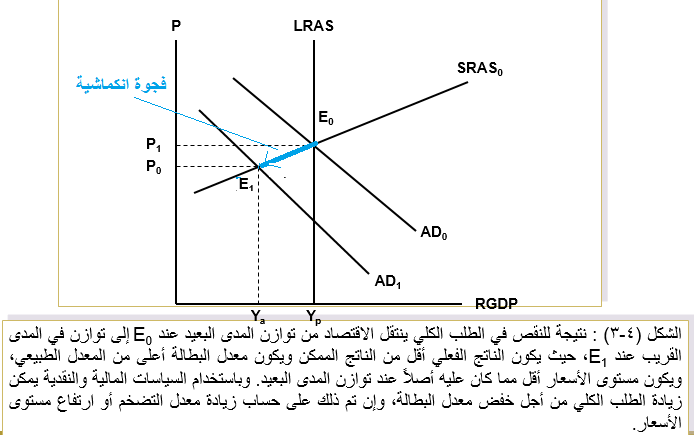 P
LRAS
SRAS₀
فجوة انكماشية
E₀
P₁
P₀
E₁
AD₀
AD₁
RGDP
Yₐ
Yₚ
الشكل (٤-٣) : نتيجة للنقص في الطلب الكلي ينتقل الاقتصاد من توازن المدى البعيد عند E₀ إلى توازن في المدى
القريب عند E₁، حيث يكون الناتج الفعلي أقل من الناتج الممكن ويكون معدل البطالة أعلى من المعدل الطبيعي،
ويكون مستوى الأسعار أقل مما كان عليه أصلاً عند توازن المدى البعيد. وباستخدام السياسات المالية والنقدية يمكن
زيادة الطلب الكلي من أجل خفض معدل البطالة، وإن تم ذلك على حساب زيادة معدل التضخم أو ارتفاع مستوى
الأسعار.